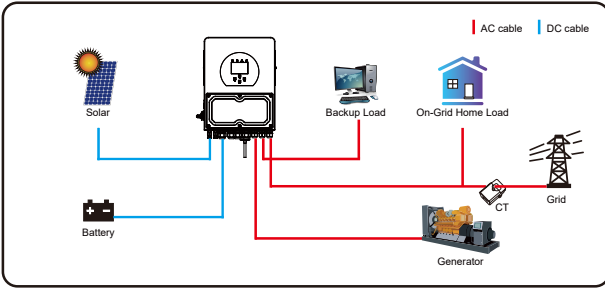 AC cable
DC cable
Solar
Backup Load
On-Grid Home Load
CT
Grid
Battery
Generator